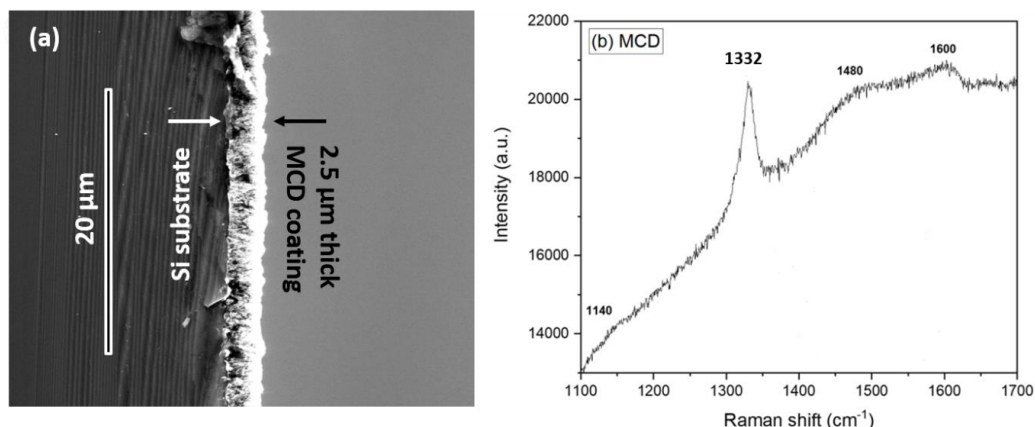 (a)
20 µm
Si substrate
2.5 µm thick
MCD coating
(b) MCD
1332
1480
1600
1140
22000
20000
18000
16000
14000
Intensity (a.u.)
1100 1200 1300 1400 1500 1600 1700
Raman shift (cm⁻¹)